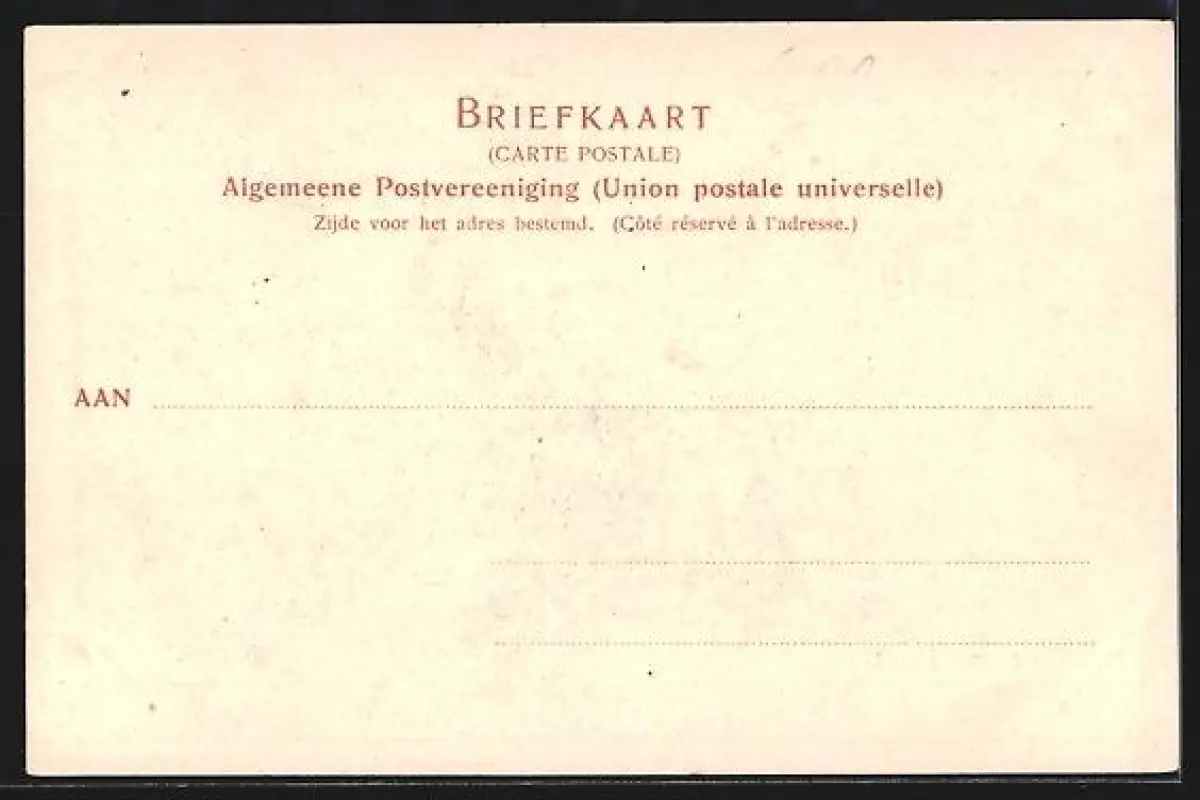 BRIEFKAART
(CARTE POSTALE)
Algemeene Postvereeniging (Union postale universelle)
Zijde voor het adres bestemd. (Côté réservé à l'adresse.)
AAN